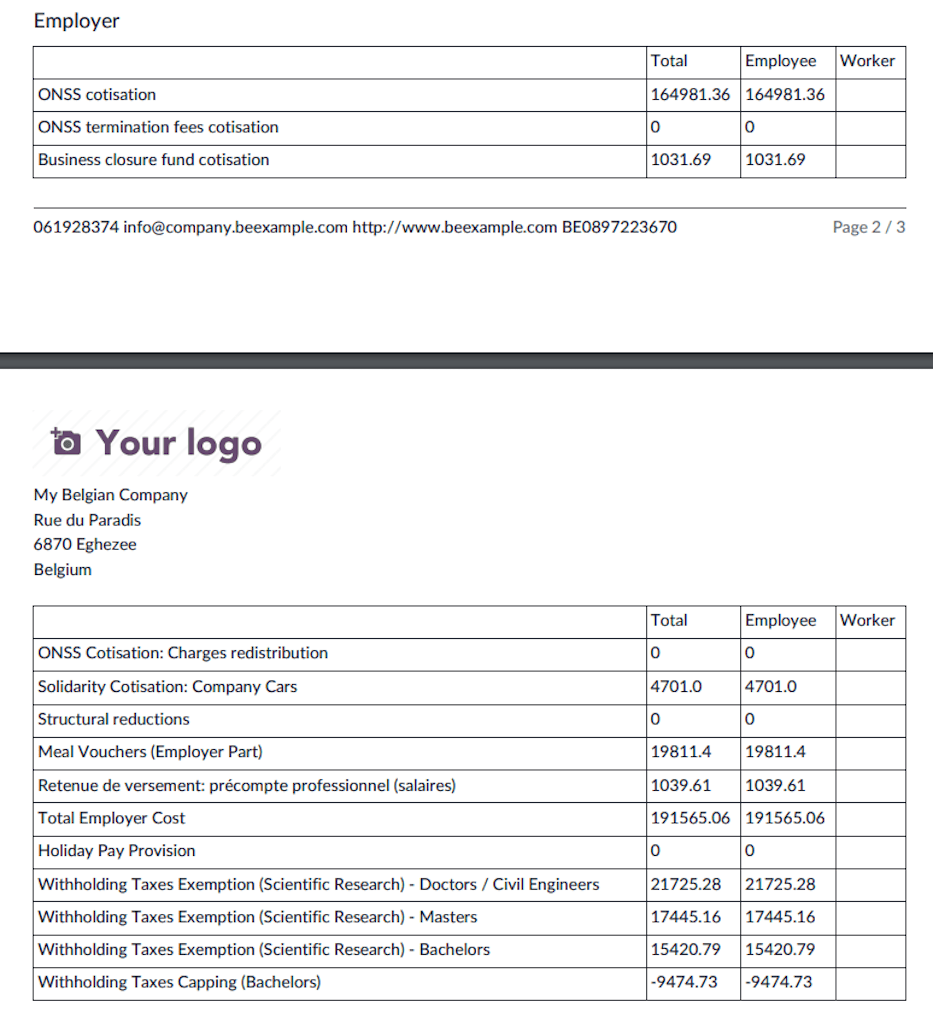 Employer
Total Employee Worker
ONSS cotisation 164981.36 164981.36
ONSS termination fees cotisation 0 0
Business closure fund cotisation 1031.69 1031.69
061928374 info@company.beexample.com http://www.beexample.com BE0897223670 Page 2 / 3
Your logo
My Belgian Company
Rue du Paradis
6870 Eghezee
Belgium
Total Employee Worker
ONSS Cotisation: Charges redistribution 0 0
Solidarity Cotisation: Company Cars 4701.0 4701.0
Structural reductions 0 0
Meal Vouchers (Employer Part) 19811.4 19811.4
Retenue de versement: précompte professionnel (salaires) 1039.61 1039.61
Total Employer Cost 191565.06 191565.06
Holiday Pay Provision 0 0
Withholding Taxes Exemption (Scientific Research) - Doctors / Civil Engineers 21725.28 21725.28
Withholding Taxes Exemption (Scientific Research) - Masters 17445.16 17445.16
Withholding Taxes Exemption (Scientific Research) - Bachelors 15420.79 15420.79
Withholding Taxes Capping (Bachelors) -9474.73 -9474.73